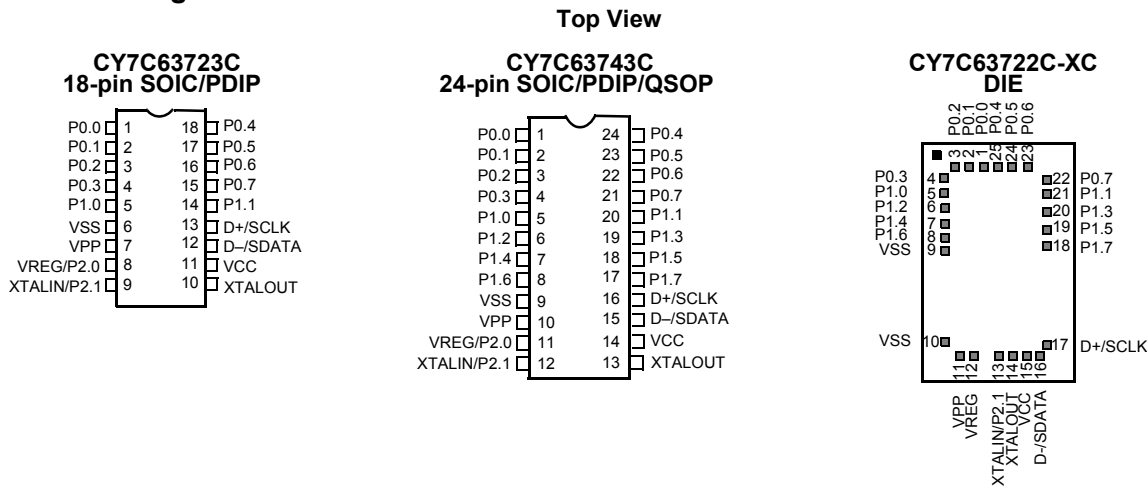 Top View
CY7C63723C
18-pin SOIC/PDIP
P0.0 1 18 P0.4
P0.1 2 17 P0.5
P0.2 3 16 P0.6
P0.3 4 15 P0.7
P1.0 5 14 P1.1
VSS 6 13 D+/SCLK
VPP 7 12 D–/SDATA
VREG/P2.0 8 11 VCC
XTALIN/P2.1 9 10 XTALOUT
CY7C63743C
24-pin SOIC/PDIP/QSOP
P0.0 1 24 P0.4
P0.1 2 23 P0.5
P0.2 3 22 P0.6
P0.3 4 21 P0.7
P1.0 5 20 P1.1
P1.2 6 19 P1.3
P1.4 7 18 P1.5
P1.6 8 17 P1.7
VSS 9 16 D+/SCLK
VPP 10 15 D–/SDATA
VREG/P2.0 11 14 VCC
XTALIN/P2.1 12 13 XTALOUT
CY7C63722C-XC
DIE
P0.2 P0.1 P0.0 P0.4 P0.5 P0.6
3 2 1 25 24 23
P0.3 4 22 P0.7
P1.0 5 21 P1.1
P1.2 6 20 P1.3
P1.4 7 19 P1.5
P1.6 8 18 P1.7
VSS 9
VSS 10 17 D+/SCLK
11 12 13 14 15 16
VPP VREG XTALIN/P2.1 XTALOUT VCC D-/SDATA